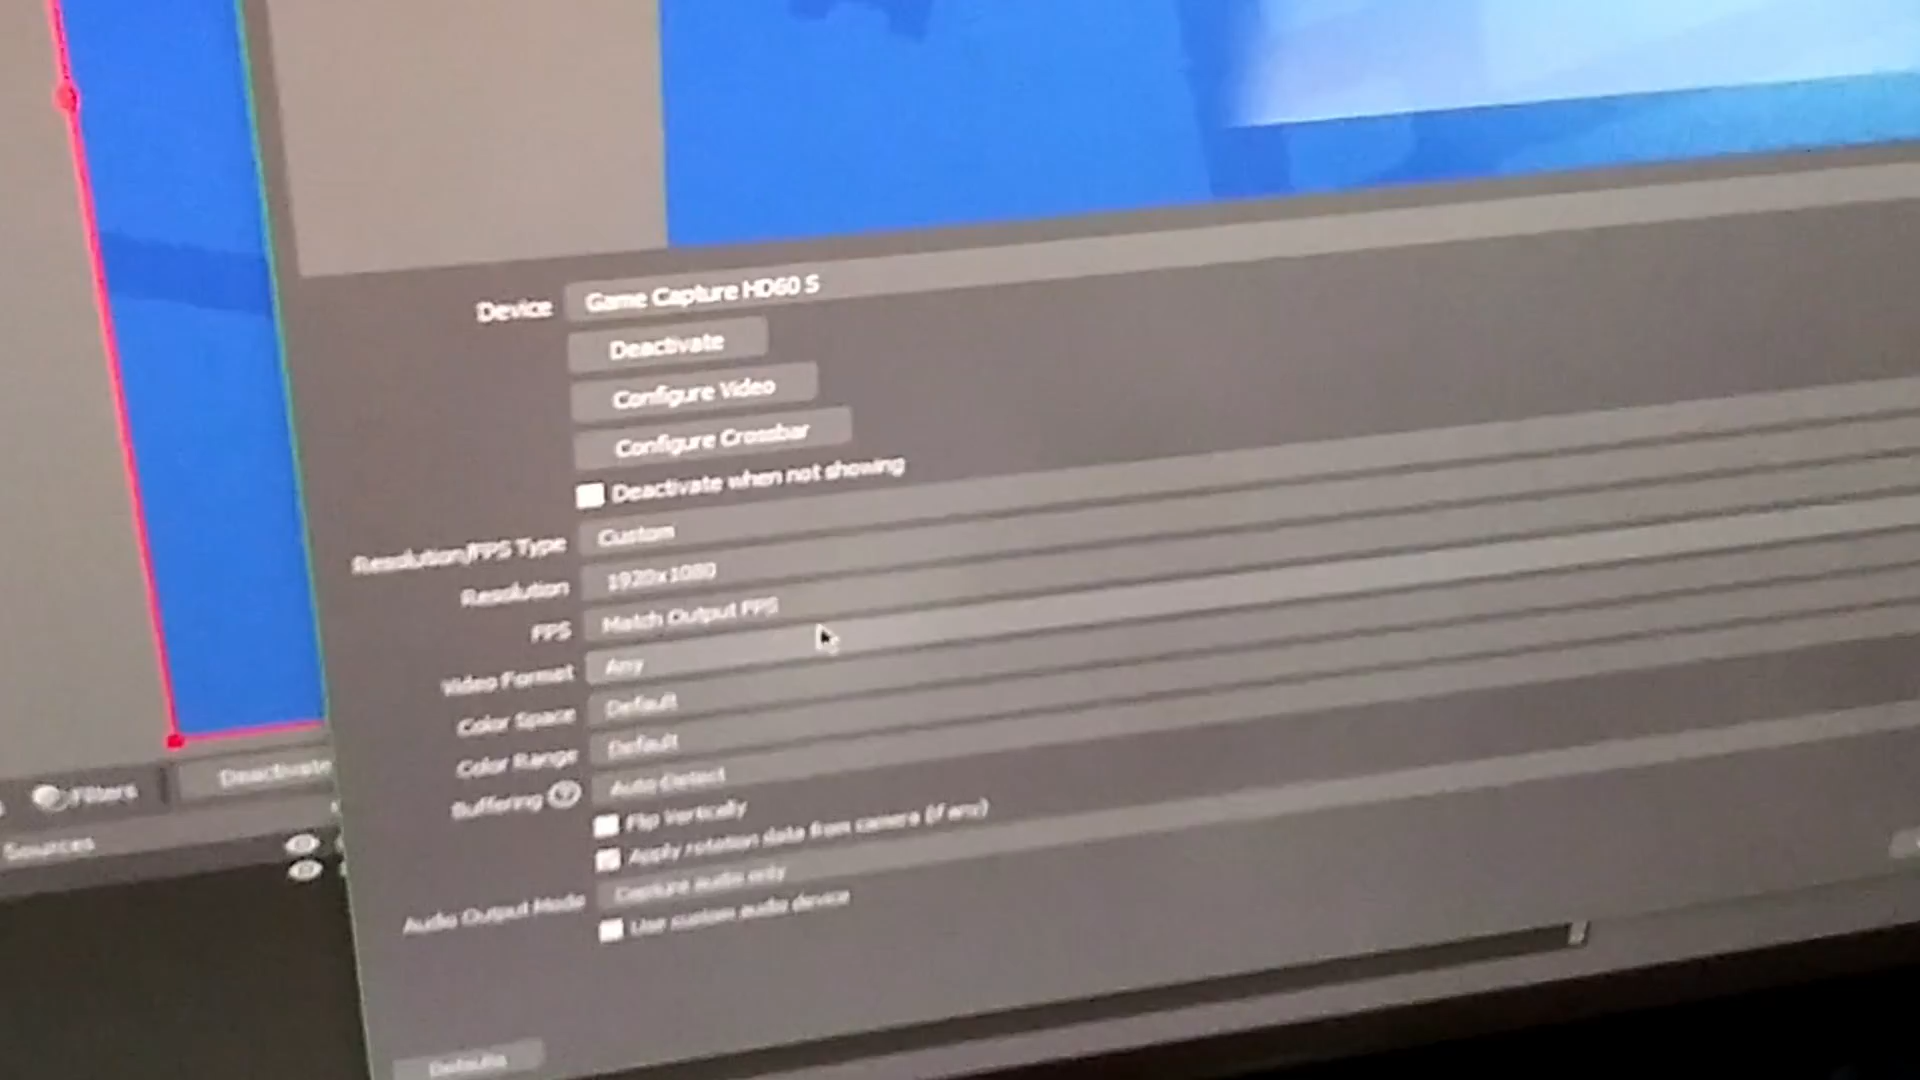 Device Game Capture HD60 S
Deactivate
Configure Video
Configure Crossbar
Deactivate when not showing
Resolution/FPS Type Custom
Resolution 1920x1080
FPS Match Output FPS
Video Format Any
Color Space Default
Color Range Default
Buffering ? Auto-Detect
Flip Vertically
Apply rotation data from camera (if any)
Audio Output Mode Capture audio only
Use custom audio device
Defaults
Filters
Deactivate
Sources